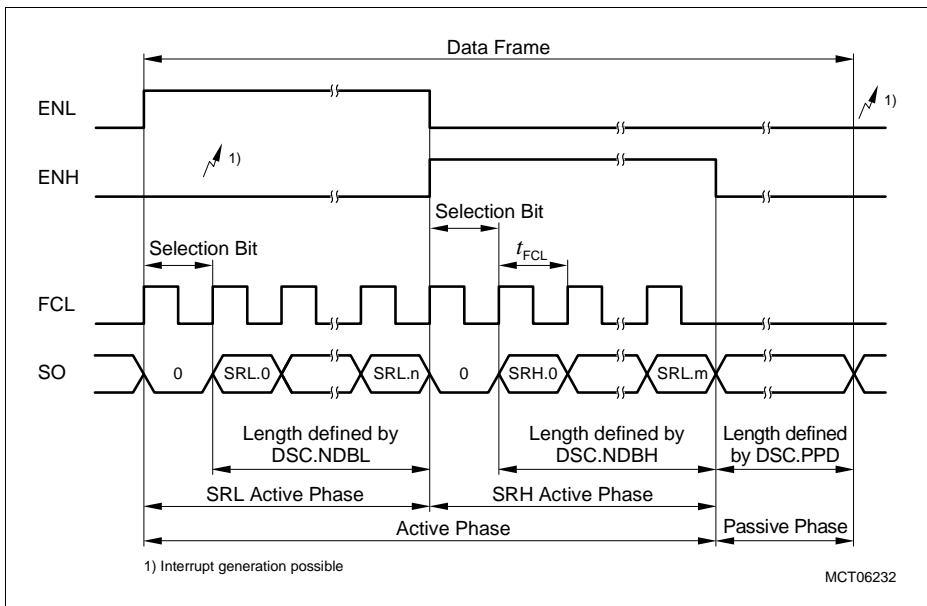 Data Frame
ENL
1)
ENH
1)
Selection Bit
Selection Bit
tFCL
FCL
SO
0
SRL.0
SRL.n
0
SRH.0
SRL.m
Length defined by
DSC.NDBL
Length defined by
DSC.NDBH
Length defined
by DSC.PPD
SRL Active Phase
SRH Active Phase
Active Phase
Passive Phase
1) Interrupt generation possible
MCT06232